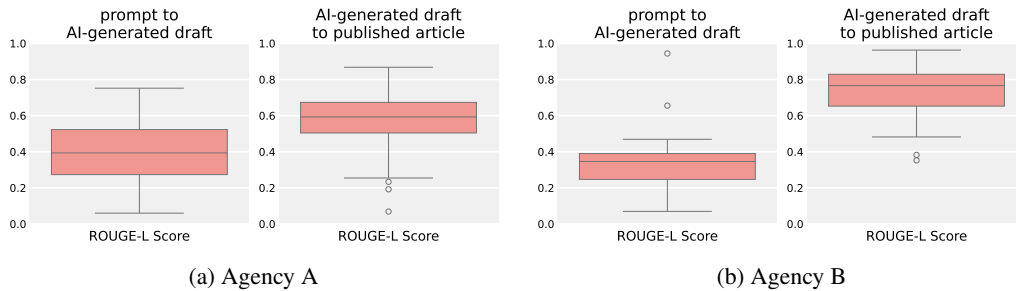 prompt to
AI-generated draft
1.0
0.8
0.6
0.4
0.2
0.0
ROUGE-L Score
AI-generated draft
to published article
1.0
0.8
0.6
0.4
0.2
0.0
ROUGE-L Score
(a) Agency A
prompt to
AI-generated draft
1.0
0.8
0.6
0.4
0.2
0.0
ROUGE-L Score
AI-generated draft
to published article
1.0
0.8
0.6
0.4
0.2
0.0
ROUGE-L Score
(b) Agency B